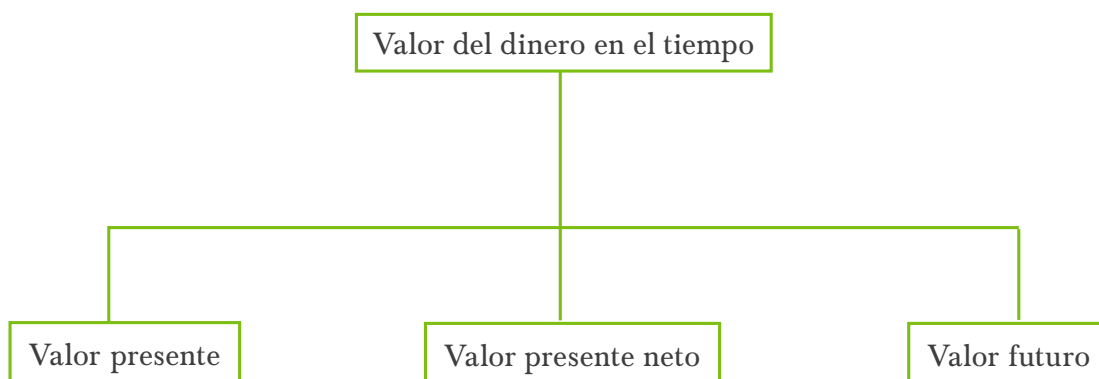 Valor del dinero en el tiempo
Valor presente
Valor presente neto
Valor futuro